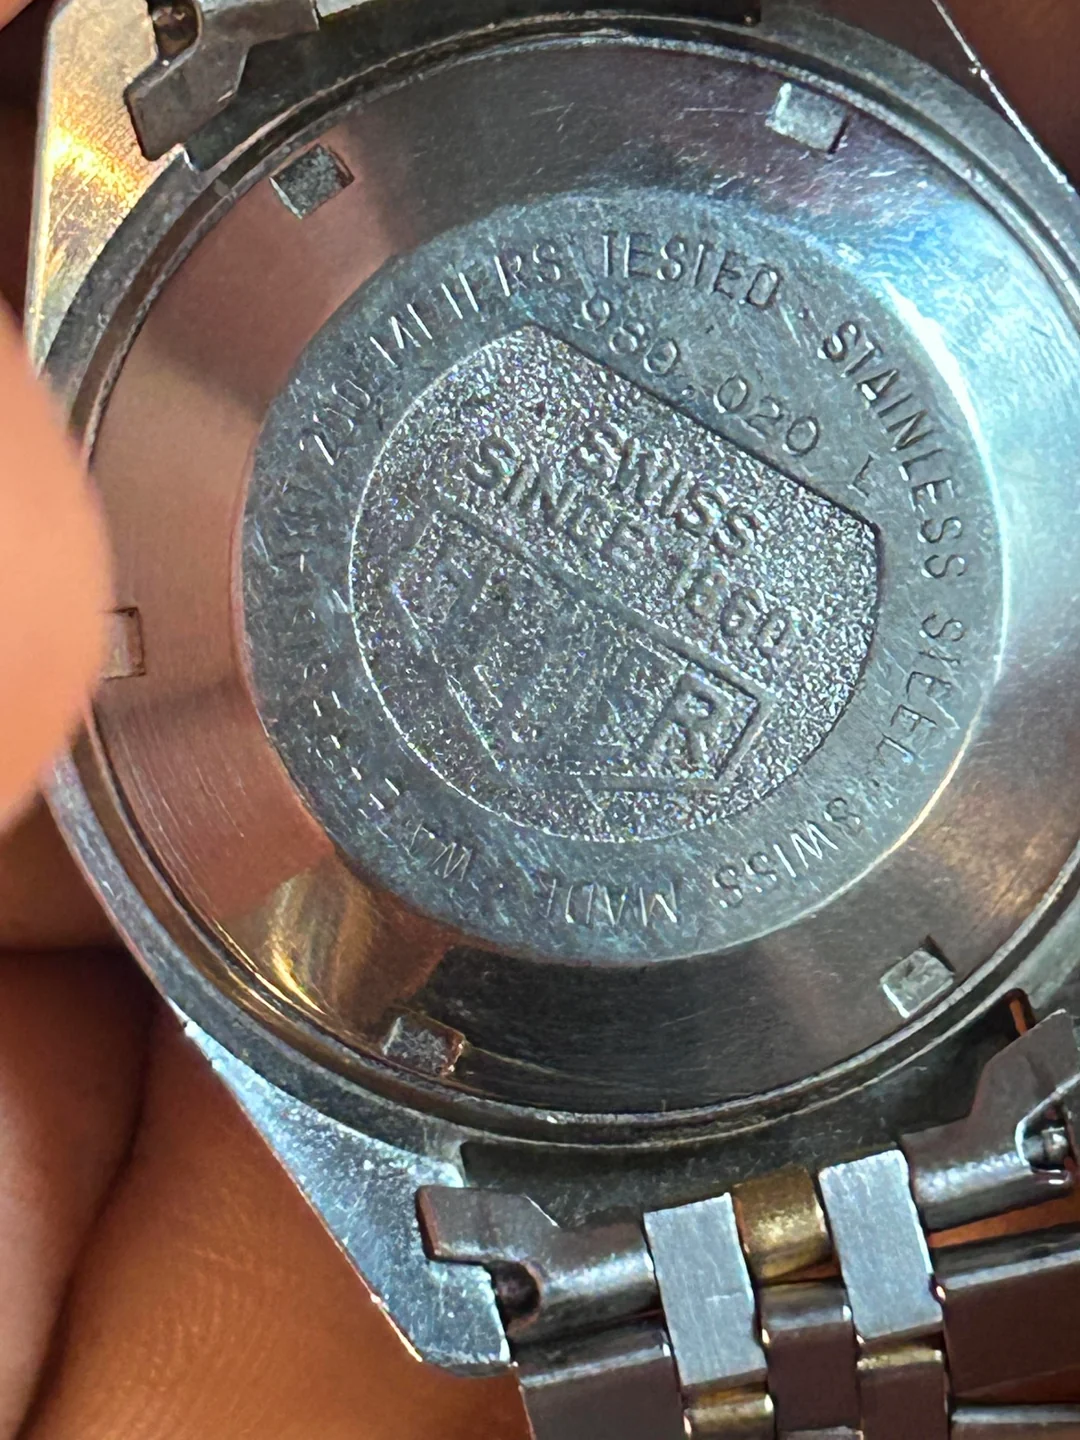 200 METERS TESTED · STAINLESS STEEL · SWISS MADE ·
980.020 L
SWISS
SINCE 1860
HEUER